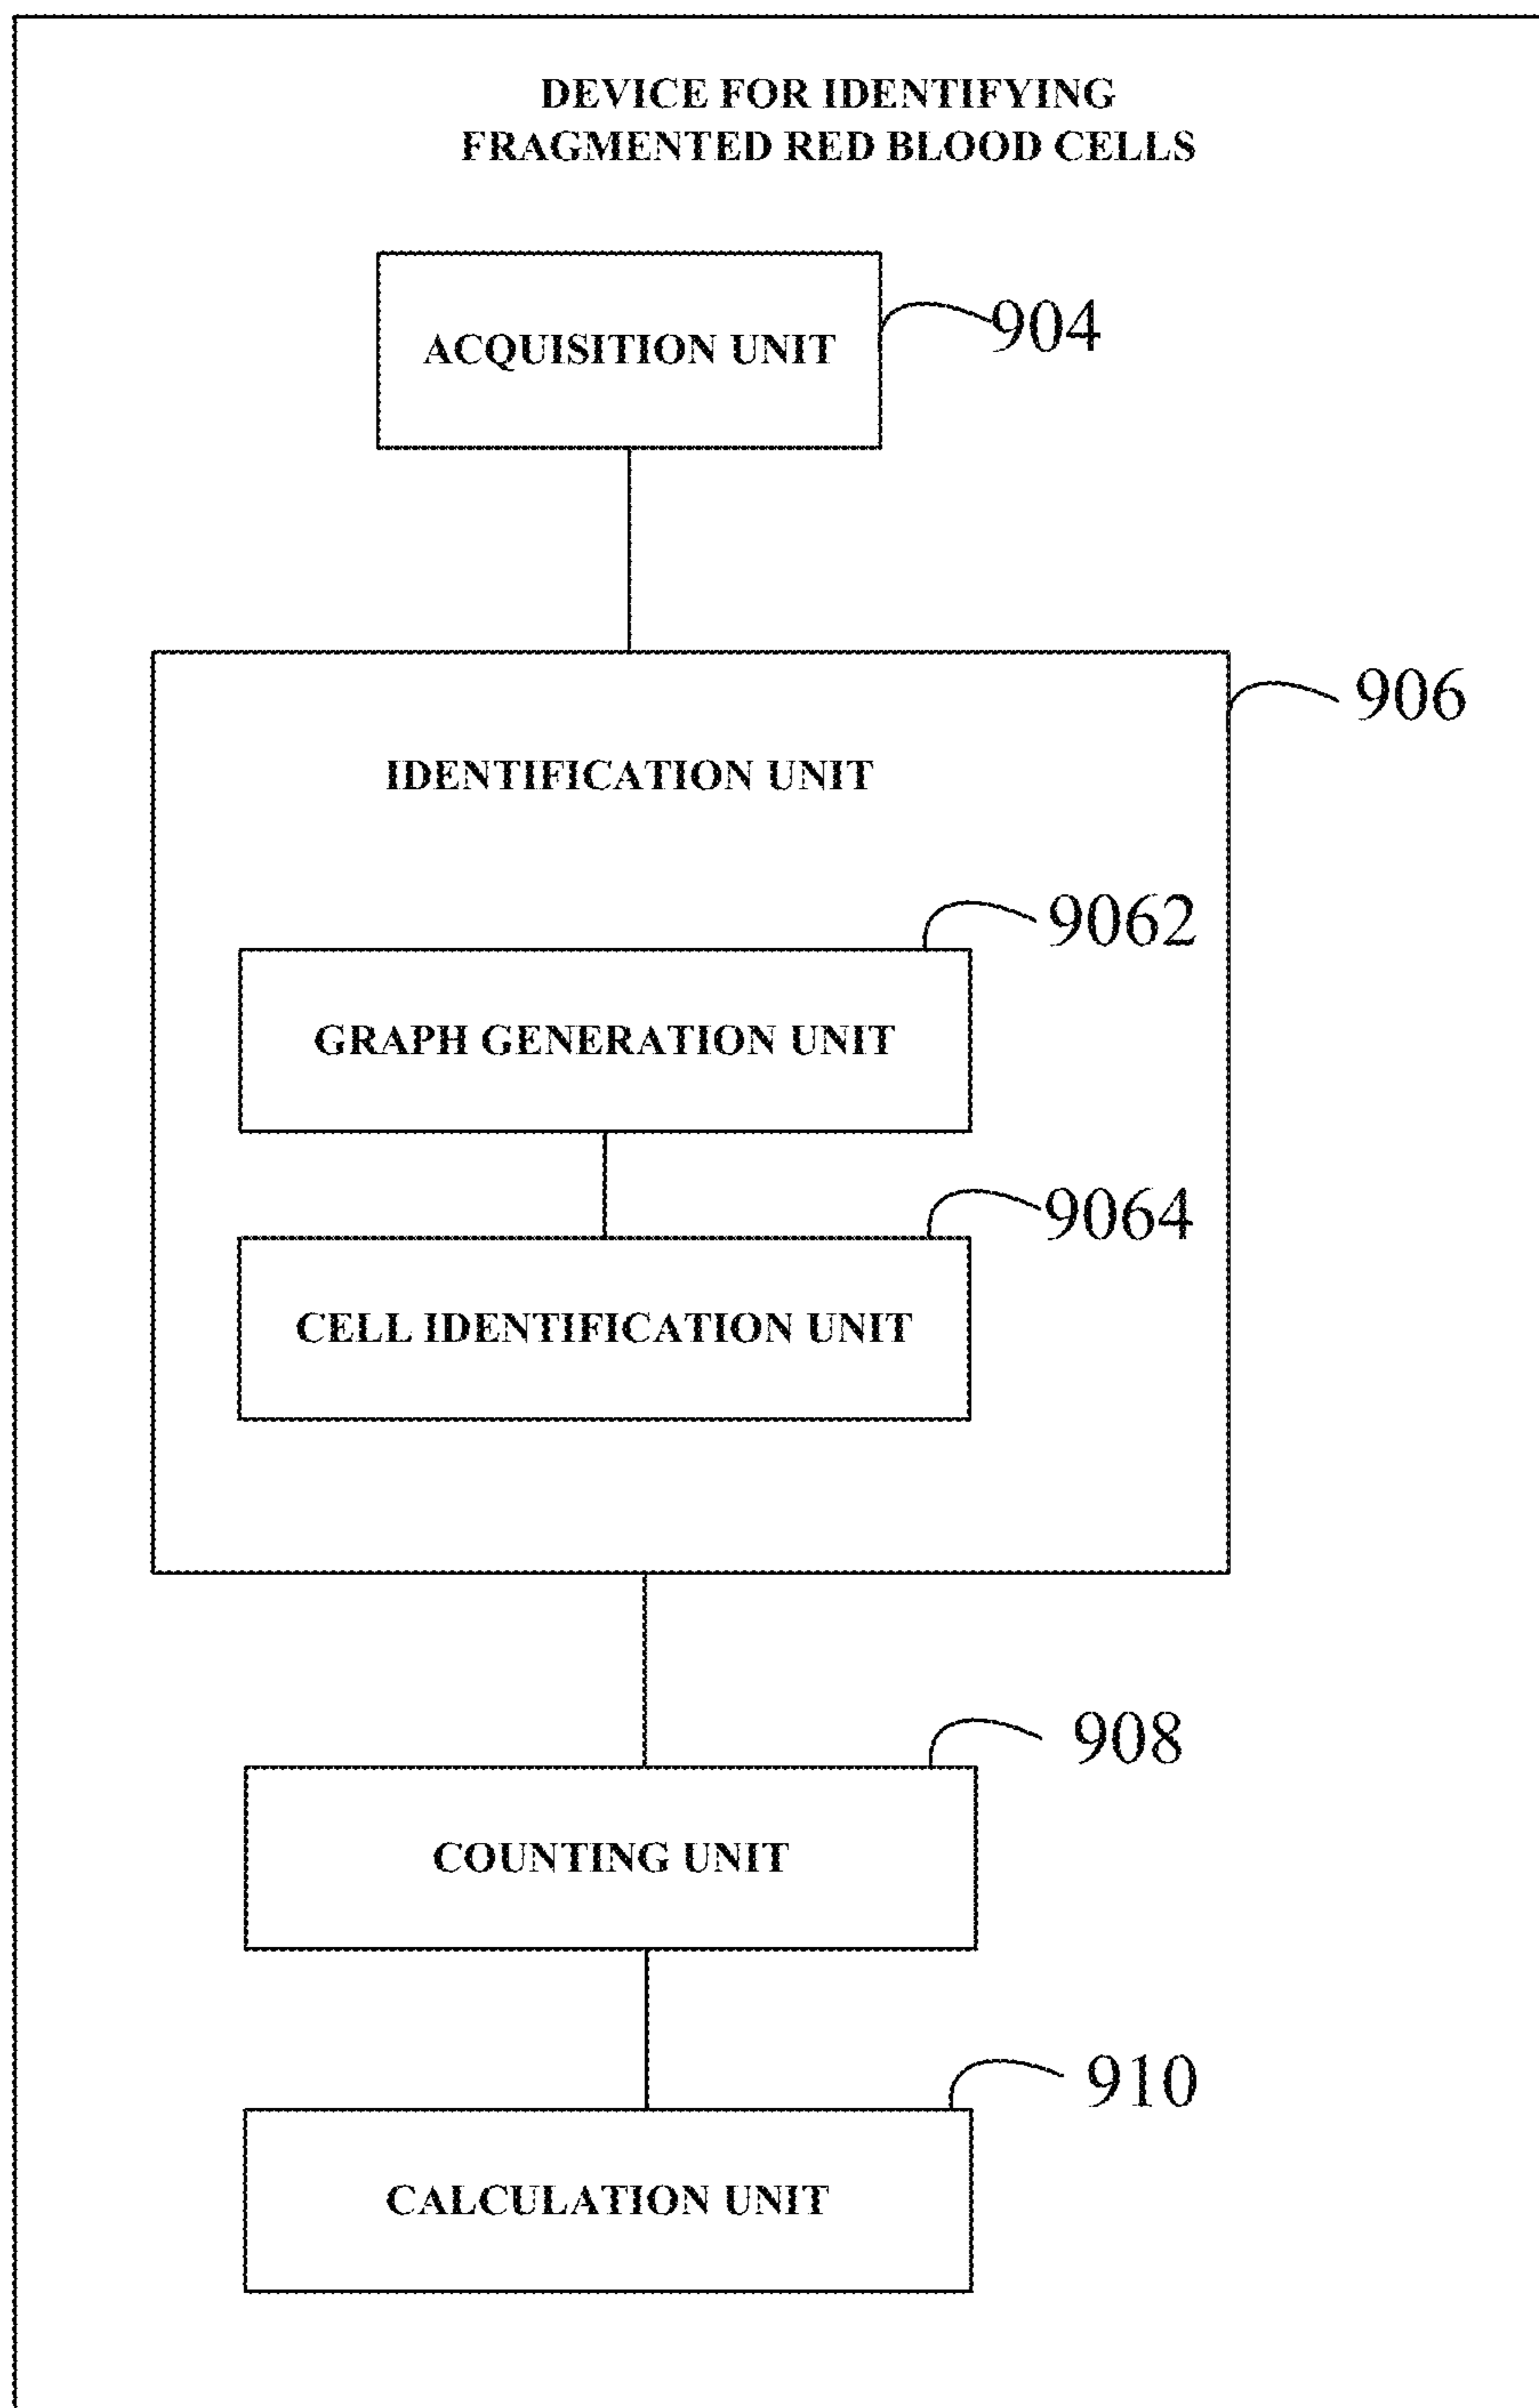 DEVICE FOR IDENTIFYING
FRAGMENTED RED BLOOD CELLS
ACQUISITION UNIT
904
906
IDENTIFICATION UNIT
9062
GRAPH GENERATION UNIT
9064
CELL IDENTIFICATION UNIT
908
COUNTING UNIT
910
CALCULATION UNIT